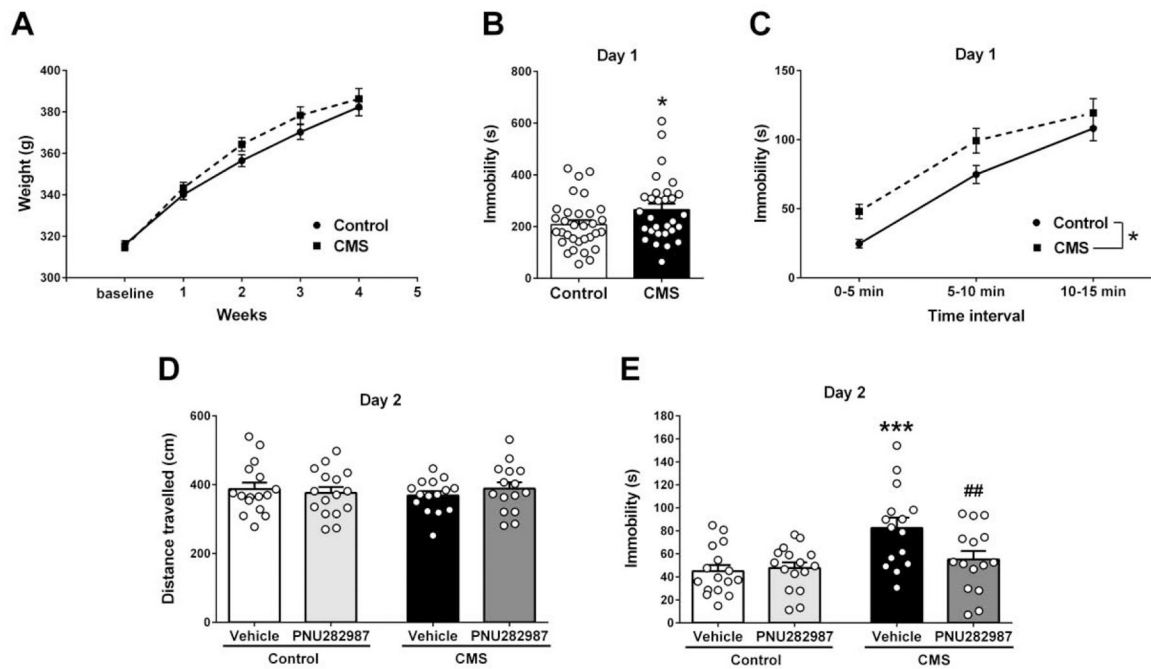 A
Weight (g)
400
380
360
340
320
300
baseline 1 2 3 4 5
Weeks
Control
CMS
B
Day 1
Immobility (s)
800
600
400
200
0
*
Control CMS
C
Day 1
Immobility (s)
150
100
50
0
Control
CMS
*
0-5 min 5-10 min 10-15 min
Time interval
D
Day 2
Distance travelled (cm)
600
400
200
0
Vehicle PNU282987 Vehicle PNU282987
Control CMS
E
Day 2
Immobility (s)
180
160
140
120
100
80
60
40
20
0
***
##
Vehicle PNU282987 Vehicle PNU282987
Control CMS